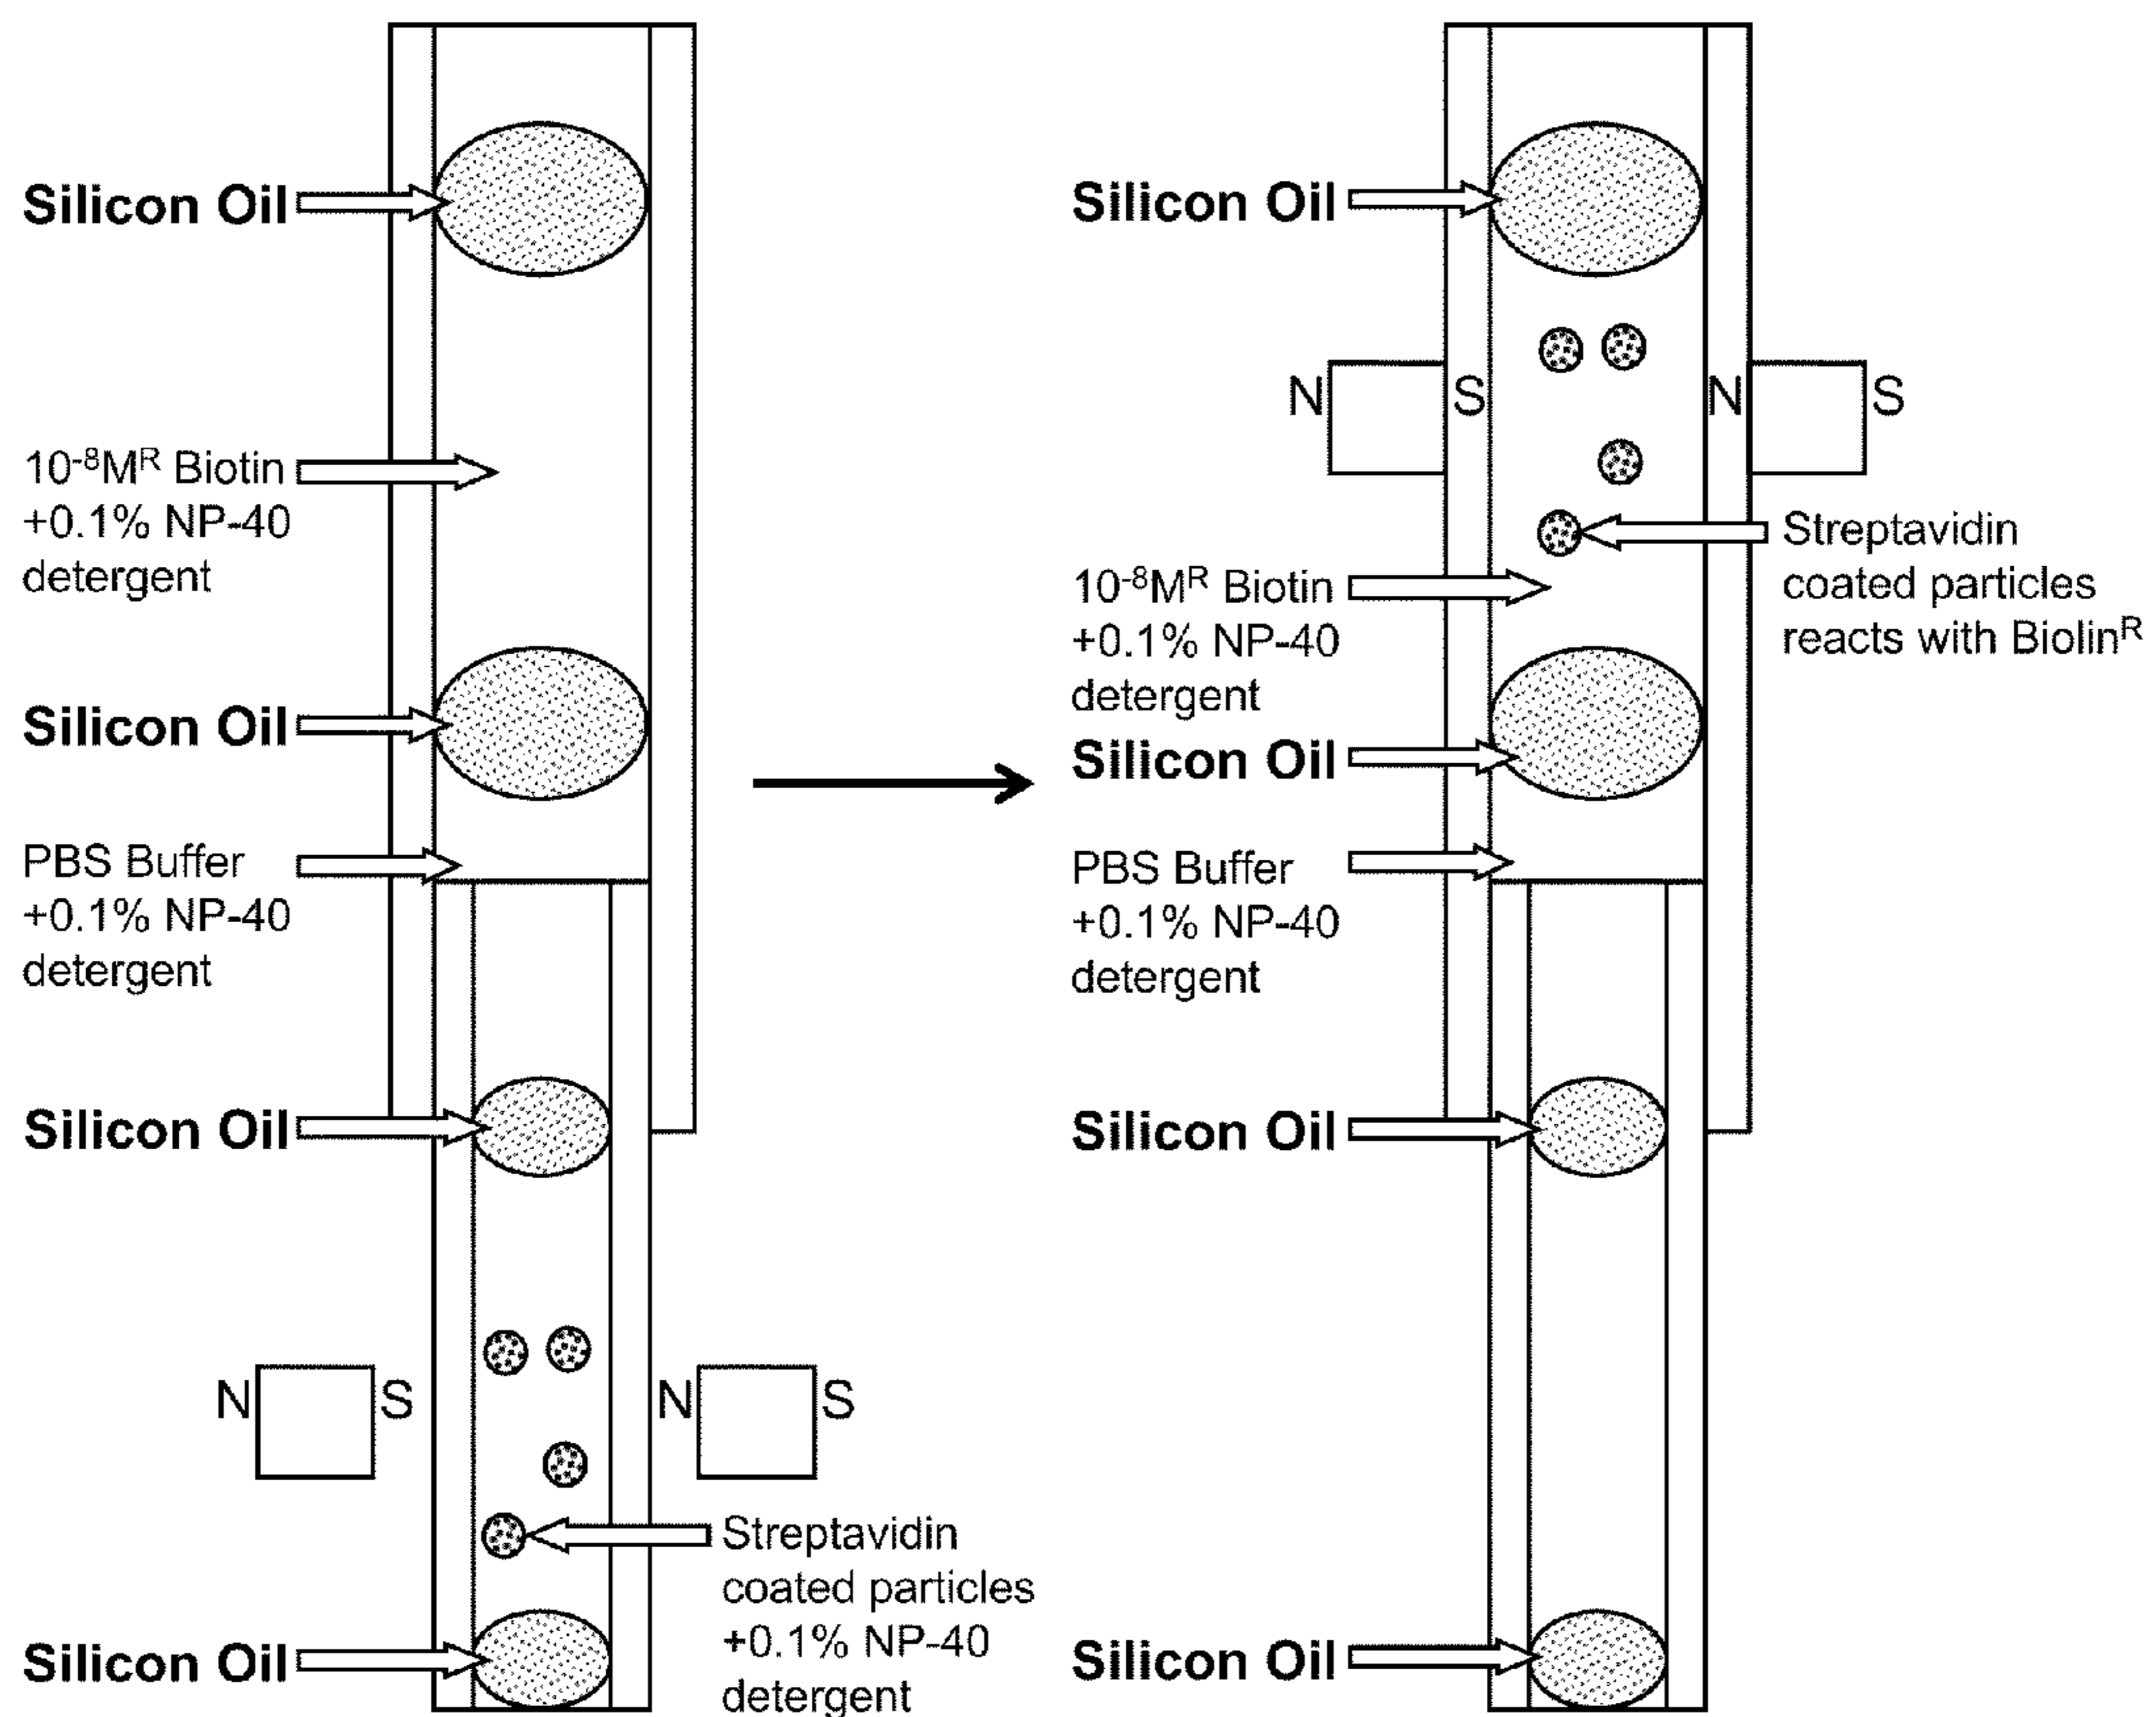 Silicon Oil
10⁻⁸Mᴿ Biotin
+0.1% NP-40
detergent
Silicon Oil
PBS Buffer
+0.1% NP-40
detergent
Silicon Oil
N S N S
Streptavidin
coated particles
+0.1% NP-40
detergent
Silicon Oil
Silicon Oil
N S N S
Streptavidin
coated particles
reacts with Biolinᴿ
10⁻⁸Mᴿ Biotin
+0.1% NP-40
detergent
Silicon Oil
PBS Buffer
+0.1% NP-40
detergent
Silicon Oil
Silicon Oil